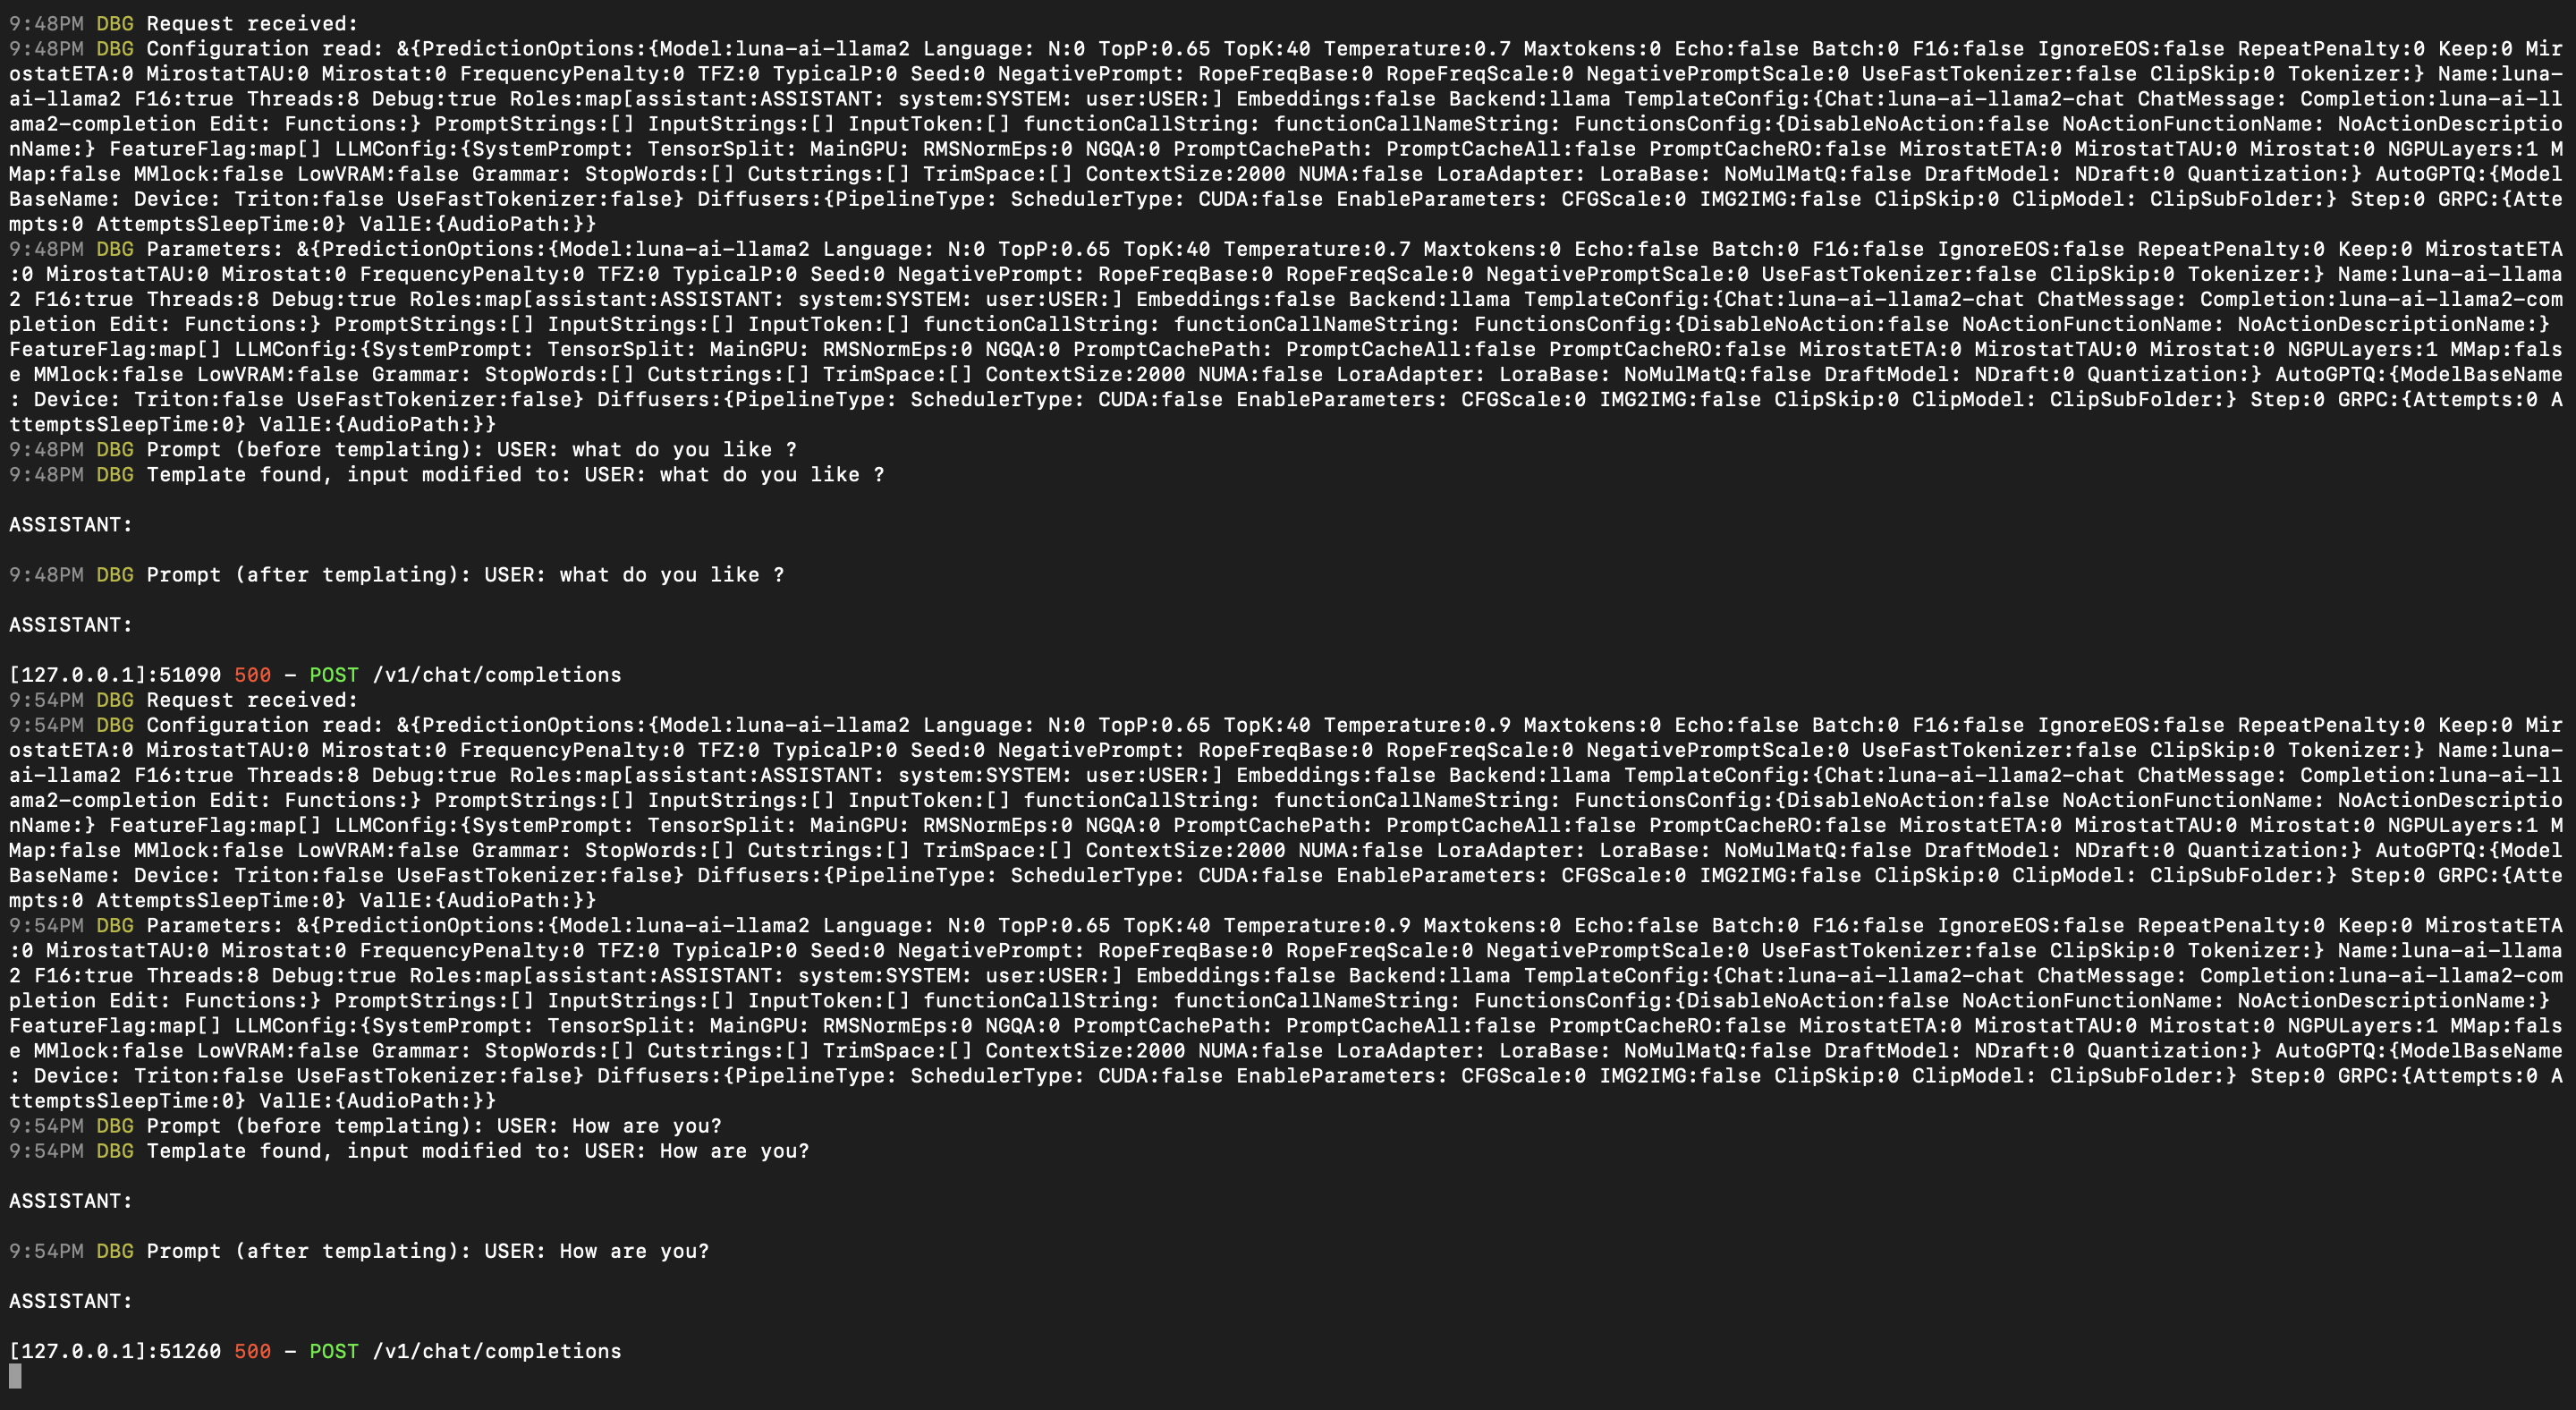 9:48PM DBG Request received:
9:48PM DBG Configuration read: &{PredictionOptions:{Model:luna-ai-llama2 Language: N:0 TopP:0.65 TopK:40 Temperature:0.7 Maxtokens:0 Echo:false Batch:0 F16:false IgnoreEOS:false RepeatPenalty:0 Keep:0 Mir
ostatETA:0 MirostatTAU:0 Mirostat:0 FrequencyPenalty:0 TFZ:0 TypicalP:0 Seed:0 NegativePrompt: RopeFreqBase:0 RopeFreqScale:0 NegativePromptScale:0 UseFastTokenizer:false ClipSkip:0 Tokenizer:} Name:luna-
ai-llama2 F16:true Threads:8 Debug:true Roles:map[assistant:ASSISTANT: system:SYSTEM: user:USER:] Embeddings:false Backend:llama TemplateConfig:{Chat:luna-ai-llama2-chat ChatMessage: Completion:luna-ai-ll
ama2-completion Edit: Functions:} PromptStrings:[] InputStrings:[] InputToken:[] functionCallString: functionCallNameString: FunctionsConfig:{DisableNoAction:false NoActionFunctionName: NoActionDescriptio
nName:} FeatureFlag:map[] LLMConfig:{SystemPrompt: TensorSplit: MainGPU: RMSNormEps:0 NGQA:0 PromptCachePath: PromptCacheAll:false PromptCacheRO:false MirostatETA:0 MirostatTAU:0 Mirostat:0 NGPULayers:1 M
Map:false MMlock:false LowVRAM:false Grammar: StopWords:[] Cutstrings:[] TrimSpace:[] ContextSize:2000 NUMA:false LoraAdapter: LoraBase: NoMulMatQ:false DraftModel: NDraft:0 Quantization:} AutoGPTQ:{Model
BaseName: Device: Triton:false UseFastTokenizer:false} Diffusers:{PipelineType: SchedulerType: CUDA:false EnableParameters: CFGScale:0 IMG2IMG:false ClipSkip:0 ClipModel: ClipSubFolder:} Step:0 GRPC:{Atte
mpts:0 AttemptsSleepTime:0} VallE:{AudioPath:}}
9:48PM DBG Parameters: &{PredictionOptions:{Model:luna-ai-llama2 Language: N:0 TopP:0.65 TopK:40 Temperature:0.7 Maxtokens:0 Echo:false Batch:0 F16:false IgnoreEOS:false RepeatPenalty:0 Keep:0 MirostatETA
:0 MirostatTAU:0 Mirostat:0 FrequencyPenalty:0 TFZ:0 TypicalP:0 Seed:0 NegativePrompt: RopeFreqBase:0 RopeFreqScale:0 NegativePromptScale:0 UseFastTokenizer:false ClipSkip:0 Tokenizer:} Name:luna-ai-llama
2 F16:true Threads:8 Debug:true Roles:map[assistant:ASSISTANT: system:SYSTEM: user:USER:] Embeddings:false Backend:llama TemplateConfig:{Chat:luna-ai-llama2-chat ChatMessage: Completion:luna-ai-llama2-com
pletion Edit: Functions:} PromptStrings:[] InputStrings:[] InputToken:[] functionCallString: functionCallNameString: FunctionsConfig:{DisableNoAction:false NoActionFunctionName: NoActionDescriptionName:}
FeatureFlag:map[] LLMConfig:{SystemPrompt: TensorSplit: MainGPU: RMSNormEps:0 NGQA:0 PromptCachePath: PromptCacheAll:false PromptCacheRO:false MirostatETA:0 MirostatTAU:0 Mirostat:0 NGPULayers:1 MMap:fals
e MMlock:false LowVRAM:false Grammar: StopWords:[] Cutstrings:[] TrimSpace:[] ContextSize:2000 NUMA:false LoraAdapter: LoraBase: NoMulMatQ:false DraftModel: NDraft:0 Quantization:} AutoGPTQ:{ModelBaseName
: Device: Triton:false UseFastTokenizer:false} Diffusers:{PipelineType: SchedulerType: CUDA:false EnableParameters: CFGScale:0 IMG2IMG:false ClipSkip:0 ClipModel: ClipSubFolder:} Step:0 GRPC:{Attempts:0 A
ttemptsSleepTime:0} VallE:{AudioPath:}}
9:48PM DBG Prompt (before templating): USER: what do you like ?
9:48PM DBG Template found, input modified to: USER: what do you like ?
ASSISTANT:
9:48PM DBG Prompt (after templating): USER: what do you like ?
ASSISTANT:
[127.0.0.1]:51090 500 - POST /v1/chat/completions
9:54PM DBG Request received:
9:54PM DBG Configuration read: &{PredictionOptions:{Model:luna-ai-llama2 Language: N:0 TopP:0.65 TopK:40 Temperature:0.9 Maxtokens:0 Echo:false Batch:0 F16:false IgnoreEOS:false RepeatPenalty:0 Keep:0 Mir
ostatETA:0 MirostatTAU:0 Mirostat:0 FrequencyPenalty:0 TFZ:0 TypicalP:0 Seed:0 NegativePrompt: RopeFreqBase:0 RopeFreqScale:0 NegativePromptScale:0 UseFastTokenizer:false ClipSkip:0 Tokenizer:} Name:luna-
ai-llama2 F16:true Threads:8 Debug:true Roles:map[assistant:ASSISTANT: system:SYSTEM: user:USER:] Embeddings:false Backend:llama TemplateConfig:{Chat:luna-ai-llama2-chat ChatMessage: Completion:luna-ai-ll
ama2-completion Edit: Functions:} PromptStrings:[] InputStrings:[] InputToken:[] functionCallString: functionCallNameString: FunctionsConfig:{DisableNoAction:false NoActionFunctionName: NoActionDescriptio
nName:} FeatureFlag:map[] LLMConfig:{SystemPrompt: TensorSplit: MainGPU: RMSNormEps:0 NGQA:0 PromptCachePath: PromptCacheAll:false PromptCacheRO:false MirostatETA:0 MirostatTAU:0 Mirostat:0 NGPULayers:1 M
Map:false MMlock:false LowVRAM:false Grammar: StopWords:[] Cutstrings:[] TrimSpace:[] ContextSize:2000 NUMA:false LoraAdapter: LoraBase: NoMulMatQ:false DraftModel: NDraft:0 Quantization:} AutoGPTQ:{Model
BaseName: Device: Triton:false UseFastTokenizer:false} Diffusers:{PipelineType: SchedulerType: CUDA:false EnableParameters: CFGScale:0 IMG2IMG:false ClipSkip:0 ClipModel: ClipSubFolder:} Step:0 GRPC:{Atte
mpts:0 AttemptsSleepTime:0} VallE:{AudioPath:}}
9:54PM DBG Parameters: &{PredictionOptions:{Model:luna-ai-llama2 Language: N:0 TopP:0.65 TopK:40 Temperature:0.9 Maxtokens:0 Echo:false Batch:0 F16:false IgnoreEOS:false RepeatPenalty:0 Keep:0 MirostatETA
:0 MirostatTAU:0 Mirostat:0 FrequencyPenalty:0 TFZ:0 TypicalP:0 Seed:0 NegativePrompt: RopeFreqBase:0 RopeFreqScale:0 NegativePromptScale:0 UseFastTokenizer:false ClipSkip:0 Tokenizer:} Name:luna-ai-llama
2 F16:true Threads:8 Debug:true Roles:map[assistant:ASSISTANT: system:SYSTEM: user:USER:] Embeddings:false Backend:llama TemplateConfig:{Chat:luna-ai-llama2-chat ChatMessage: Completion:luna-ai-llama2-com
pletion Edit: Functions:} PromptStrings:[] InputStrings:[] InputToken:[] functionCallString: functionCallNameString: FunctionsConfig:{DisableNoAction:false NoActionFunctionName: NoActionDescriptionName:}
FeatureFlag:map[] LLMConfig:{SystemPrompt: TensorSplit: MainGPU: RMSNormEps:0 NGQA:0 PromptCachePath: PromptCacheAll:false PromptCacheRO:false MirostatETA:0 MirostatTAU:0 Mirostat:0 NGPULayers:1 MMap:fals
e MMlock:false LowVRAM:false Grammar: StopWords:[] Cutstrings:[] TrimSpace:[] ContextSize:2000 NUMA:false LoraAdapter: LoraBase: NoMulMatQ:false DraftModel: NDraft:0 Quantization:} AutoGPTQ:{ModelBaseName
: Device: Triton:false UseFastTokenizer:false} Diffusers:{PipelineType: SchedulerType: CUDA:false EnableParameters: CFGScale:0 IMG2IMG:false ClipSkip:0 ClipModel: ClipSubFolder:} Step:0 GRPC:{Attempts:0 A
ttemptsSleepTime:0} VallE:{AudioPath:}}
9:54PM DBG Prompt (before templating): USER: How are you?
9:54PM DBG Template found, input modified to: USER: How are you?
ASSISTANT:
9:54PM DBG Prompt (after templating): USER: How are you?
ASSISTANT:
[127.0.0.1]:51260 500 - POST /v1/chat/completions